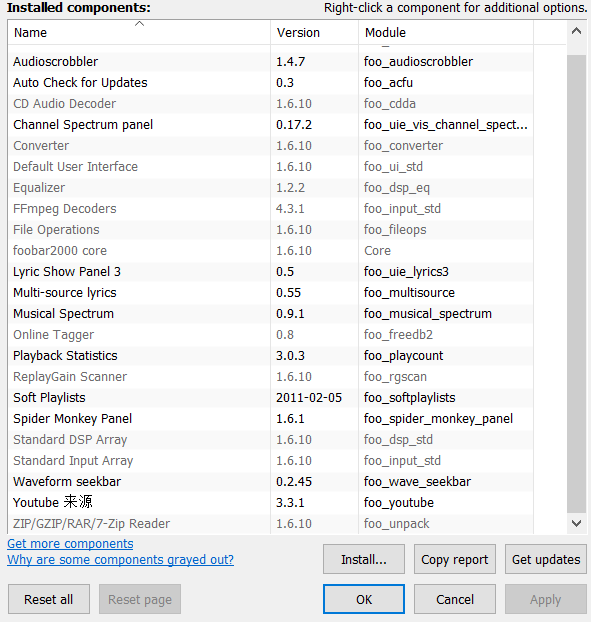 Installed components: Right-click a component for additional options.
Name Version Module
Audioscrobbler 1.4.7 foo_audioscrobbler
Auto Check for Updates 0.3 foo_acfu
CD Audio Decoder 1.6.10 foo_cdda
Channel Spectrum panel 0.17.2 foo_uie_vis_channel_spect...
Converter 1.6.10 foo_converter
Default User Interface 1.6.10 foo_ui_std
Equalizer 1.2.2 foo_dsp_eq
FFmpeg Decoders 4.3.1 foo_input_std
File Operations 1.6.10 foo_fileops
foobar2000 core 1.6.10 Core
Lyric Show Panel 3 0.5 foo_uie_lyrics3
Multi-source lyrics 0.55 foo_multisource
Musical Spectrum 0.9.1 foo_musical_spectrum
Online Tagger 0.8 foo_freedb2
Playback Statistics 3.0.3 foo_playcount
ReplayGain Scanner 1.6.10 foo_rgscan
Soft Playlists 2011-02-05 foo_softplaylists
Spider Monkey Panel 1.6.1 foo_spider_monkey_panel
Standard DSP Array 1.6.10 foo_dsp_std
Standard Input Array 1.6.10 foo_input_std
Waveform seekbar 0.2.45 foo_wave_seekbar
Youtube 来源 3.3.1 foo_youtube
ZIP/GZIP/RAR/7-Zip Reader 1.6.10 foo_unpack
Get more components
Why are some components grayed out?
Install... Copy report Get updates
Reset all Reset page OK Cancel Apply